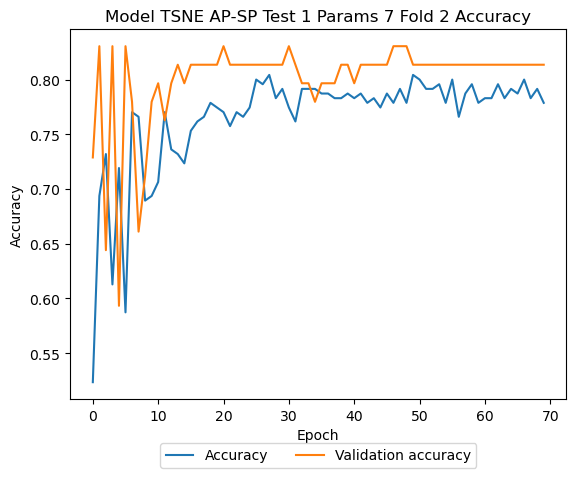 Model TSNE AP-SP Test 1 Params 7 Fold 2 Accuracy
0.80
0.75
0.70
0.65
0.60
0.55
Accuracy
0 10 20 30 40 50 60 70
Epoch
Accuracy Validation accuracy